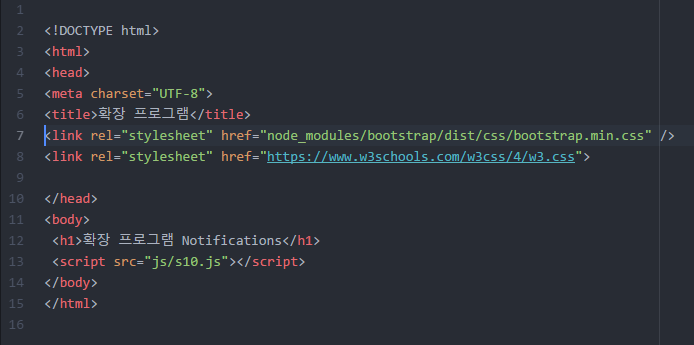 1
2 <!DOCTYPE html>
3 <html>
4 <head>
5 <meta charset="UTF-8">
6 <title>확장 프로그램</title>
7 <link rel="stylesheet" href="node_modules/bootstrap/dist/css/bootstrap.min.css" />
8 <link rel="stylesheet" href="https://www.w3schools.com/w3css/4/w3.css">
9
10 </head>
11 <body>
12 <h1>확장 프로그램 Notifications</h1>
13 <script src="js/s10.js"></script>
14 </body>
15 </html>
16